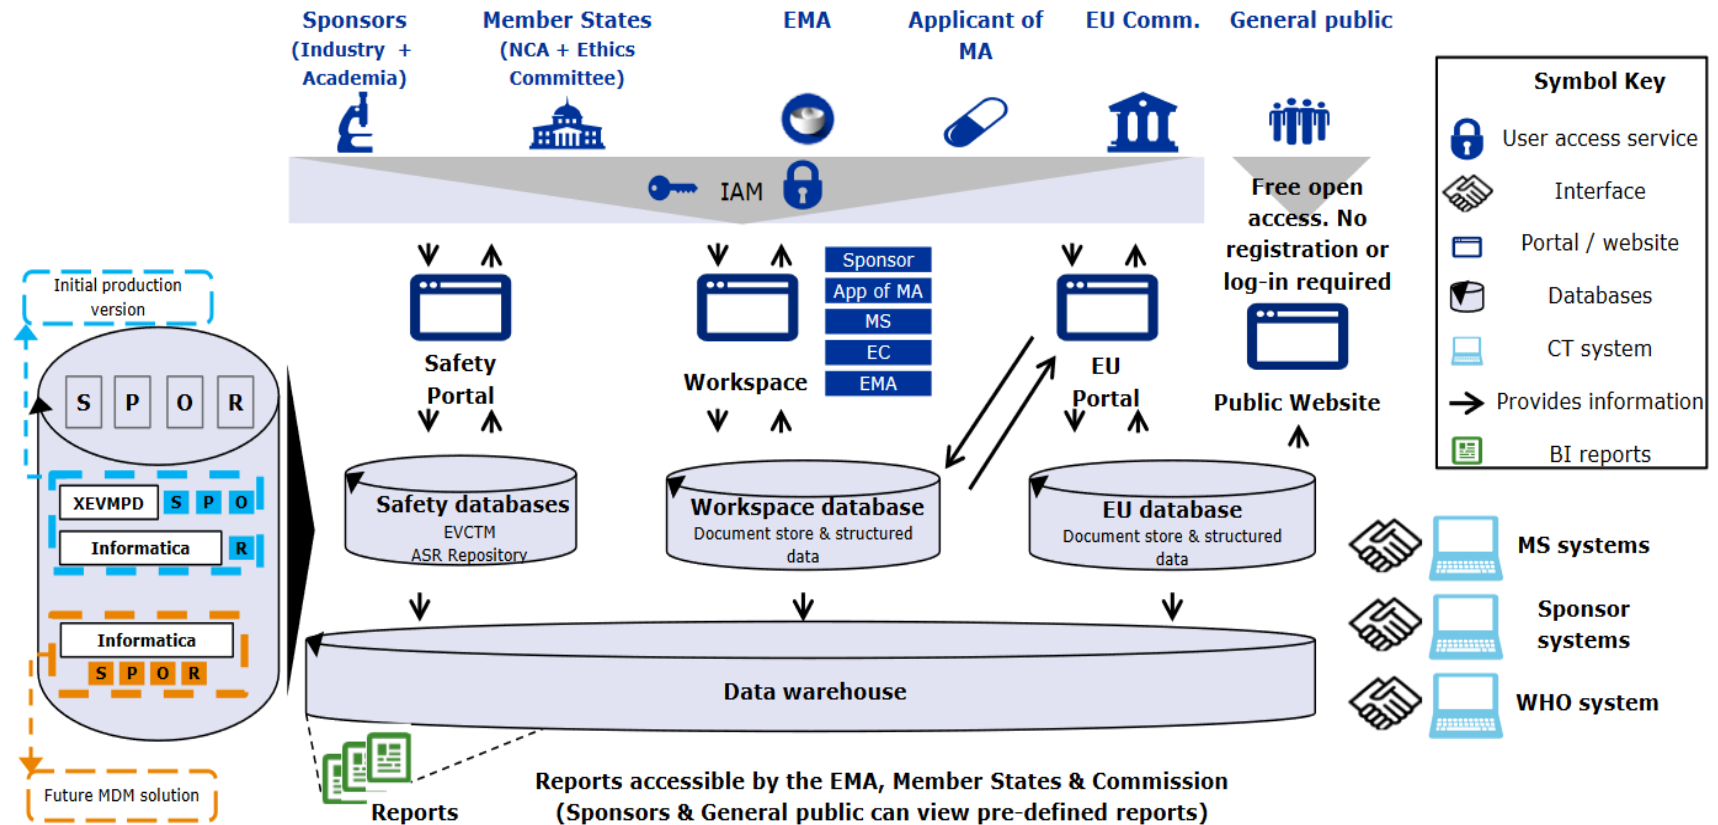 Sponsors
(Industry +
Academia)
Member States
(NCA + Ethics
Committee)
EMA
Applicant of
MA
EU Comm.
General public
Symbol Key
User access service
Interface
Portal / website
Databases
CT system
Provides information
BI reports
IAM
Free open
access. No
registration or
log-in required
Initial production
version
S P O R
XEVMPD S P O
Informatica R
Informatica
S P O R
Future MDM solution
Safety
Portal
Workspace
Sponsor
App of MA
MS
EC
EMA
EU
Portal
Public Website
Safety databases
EVCTM
ASR Repository
Workspace database
Document store & structured
data
EU database
Document store & structured
data
MS systems
Sponsor
systems
WHO system
Data warehouse
Reports
Reports accessible by the EMA, Member States & Commission
(Sponsors & General public can view pre-defined reports)